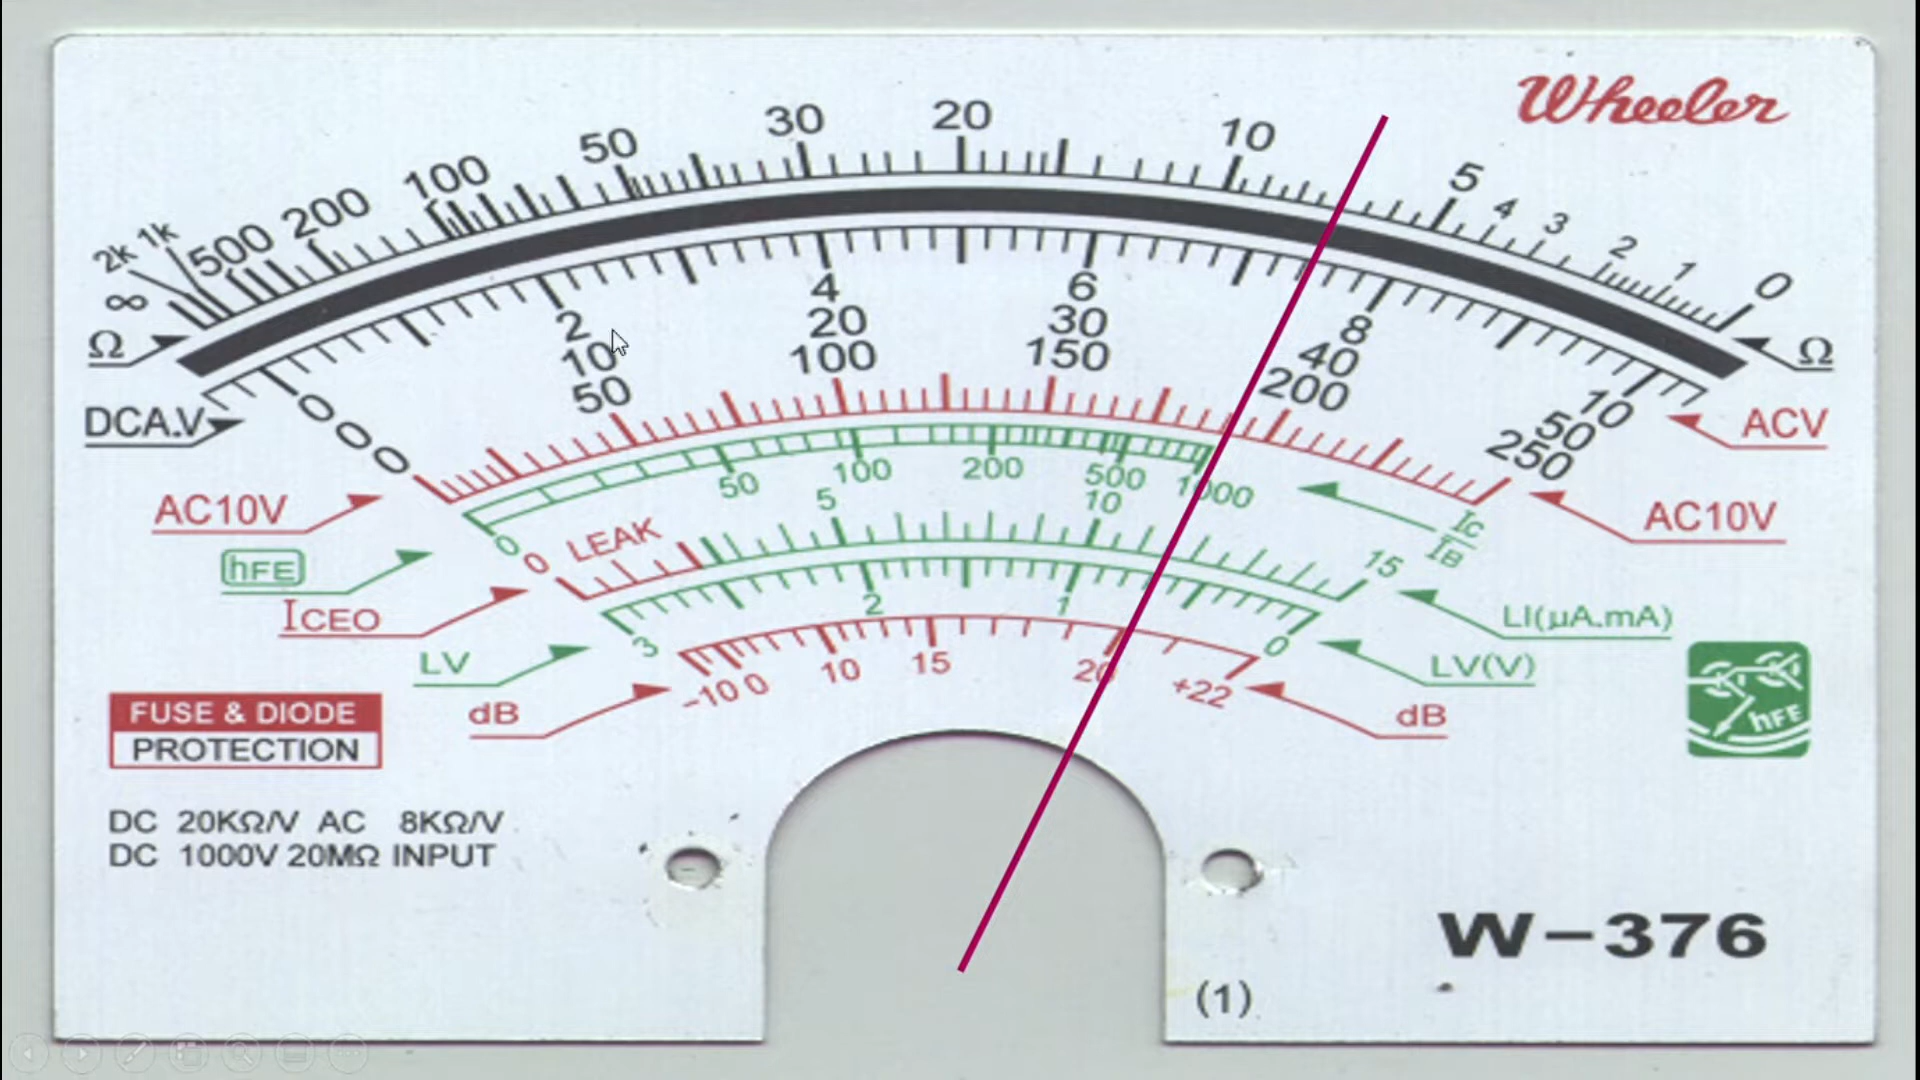 Wheeler
2k 1k 500 200 100 50 30 20 10 5 4 3 2 1 0
∞
Ω Ω
0 2 4 6 8 10
0 10 20 30 40 50
0 50 100 150 200 250
DCA.V ACV
AC10V AC10V
0 50 100 200 500 1000
hFE Ic
IB
0 LEAK 5 10 15
ICEO LI(µA.mA)
3 2 1 0
LV LV(V)
-10 0 10 15 20 +22
dB dB
FUSE & DIODE
PROTECTION
hFE
DC 20KΩ/V AC 8KΩ/V
DC 1000V 20MΩ INPUT
W-376
(1)